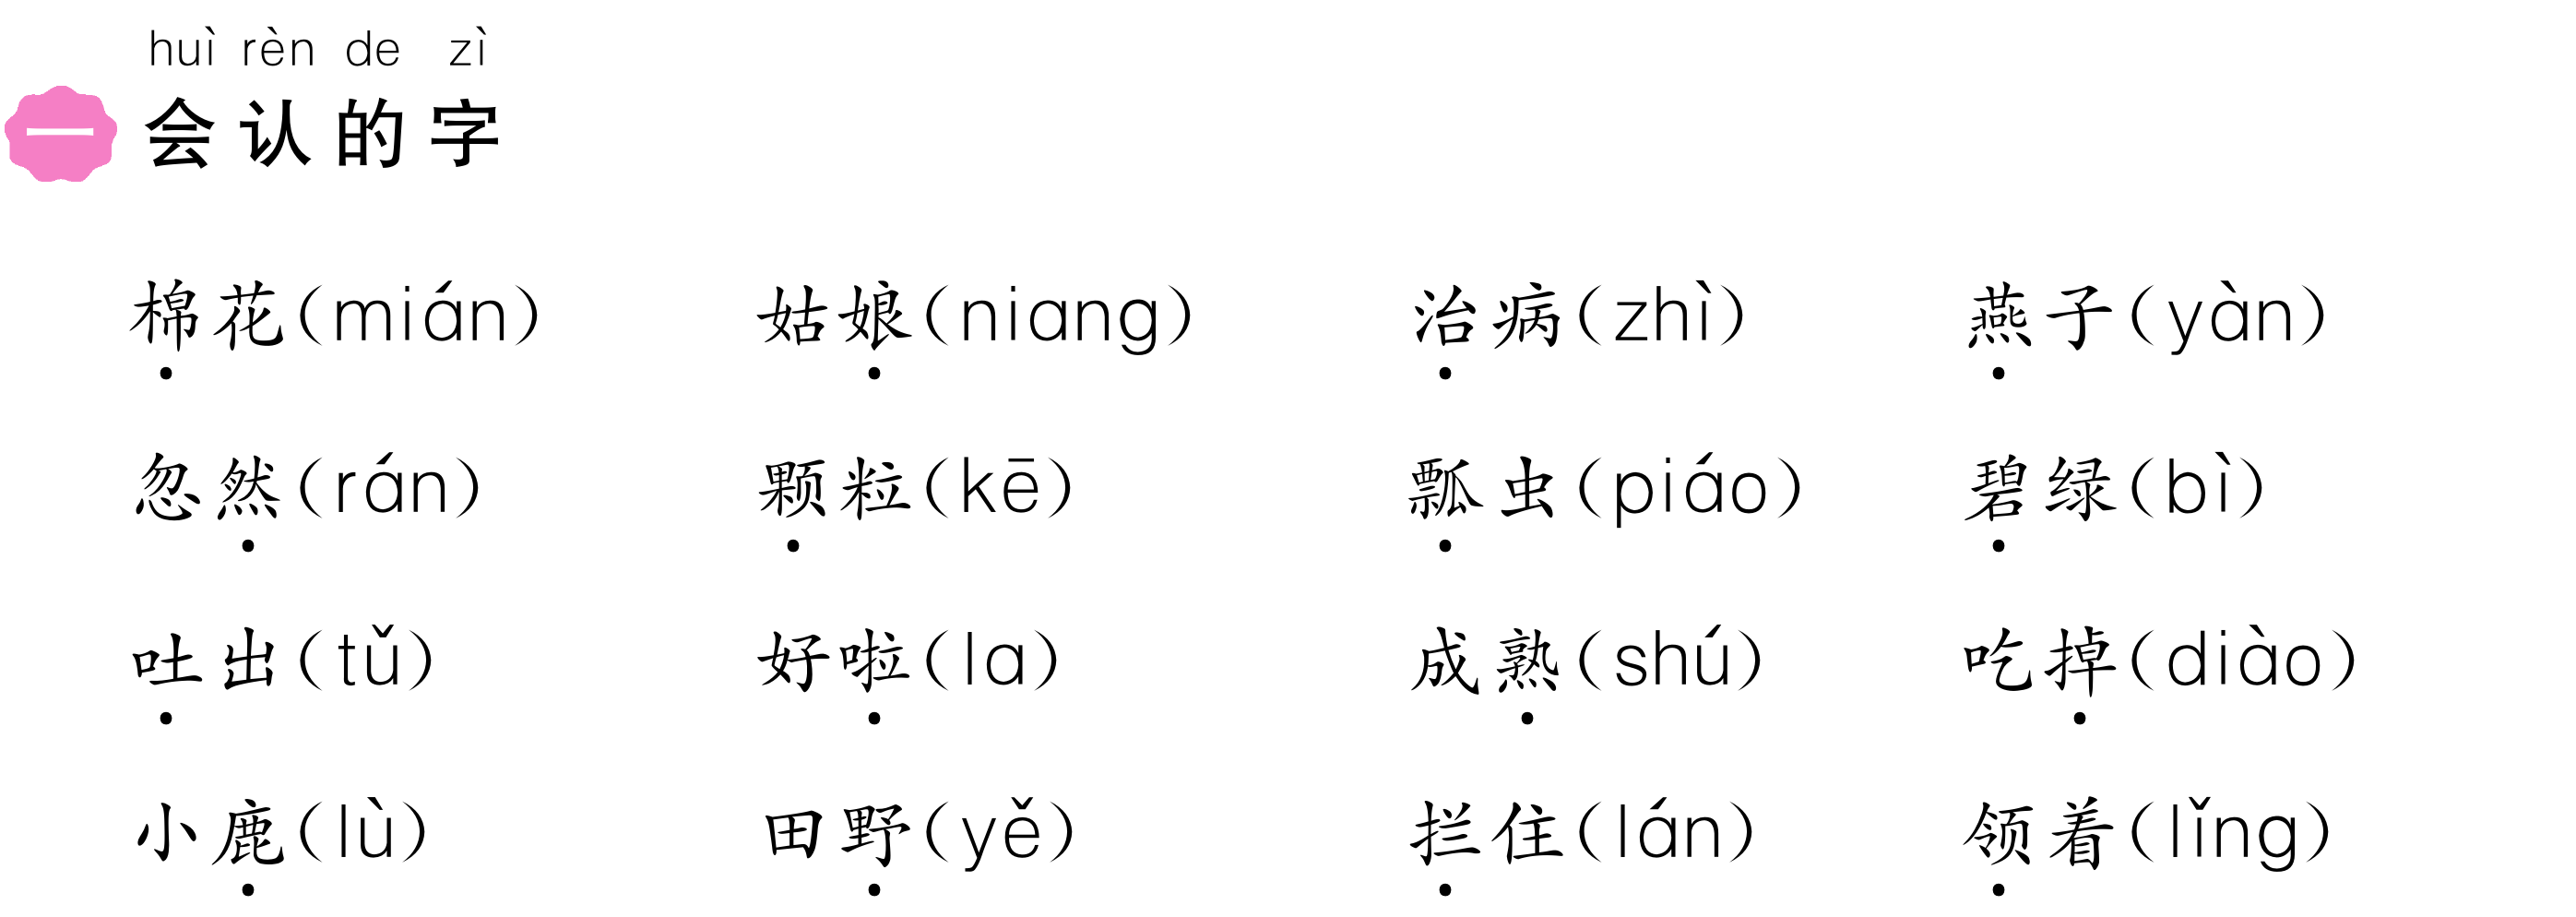 huì rèn de zì
一 会认的字
棉花(mián) 姑娘(niang) 治病(zhì) 燕子(yàn)
忽然(rán) 颗粒(kē) 瓢虫(piáo) 碧绿(bì)
吐出(tǔ) 好啦(la) 成熟(shú) 吃掉(diào)
小鹿(lù) 田野(yě) 拦住(lán) 领着(lǐng)